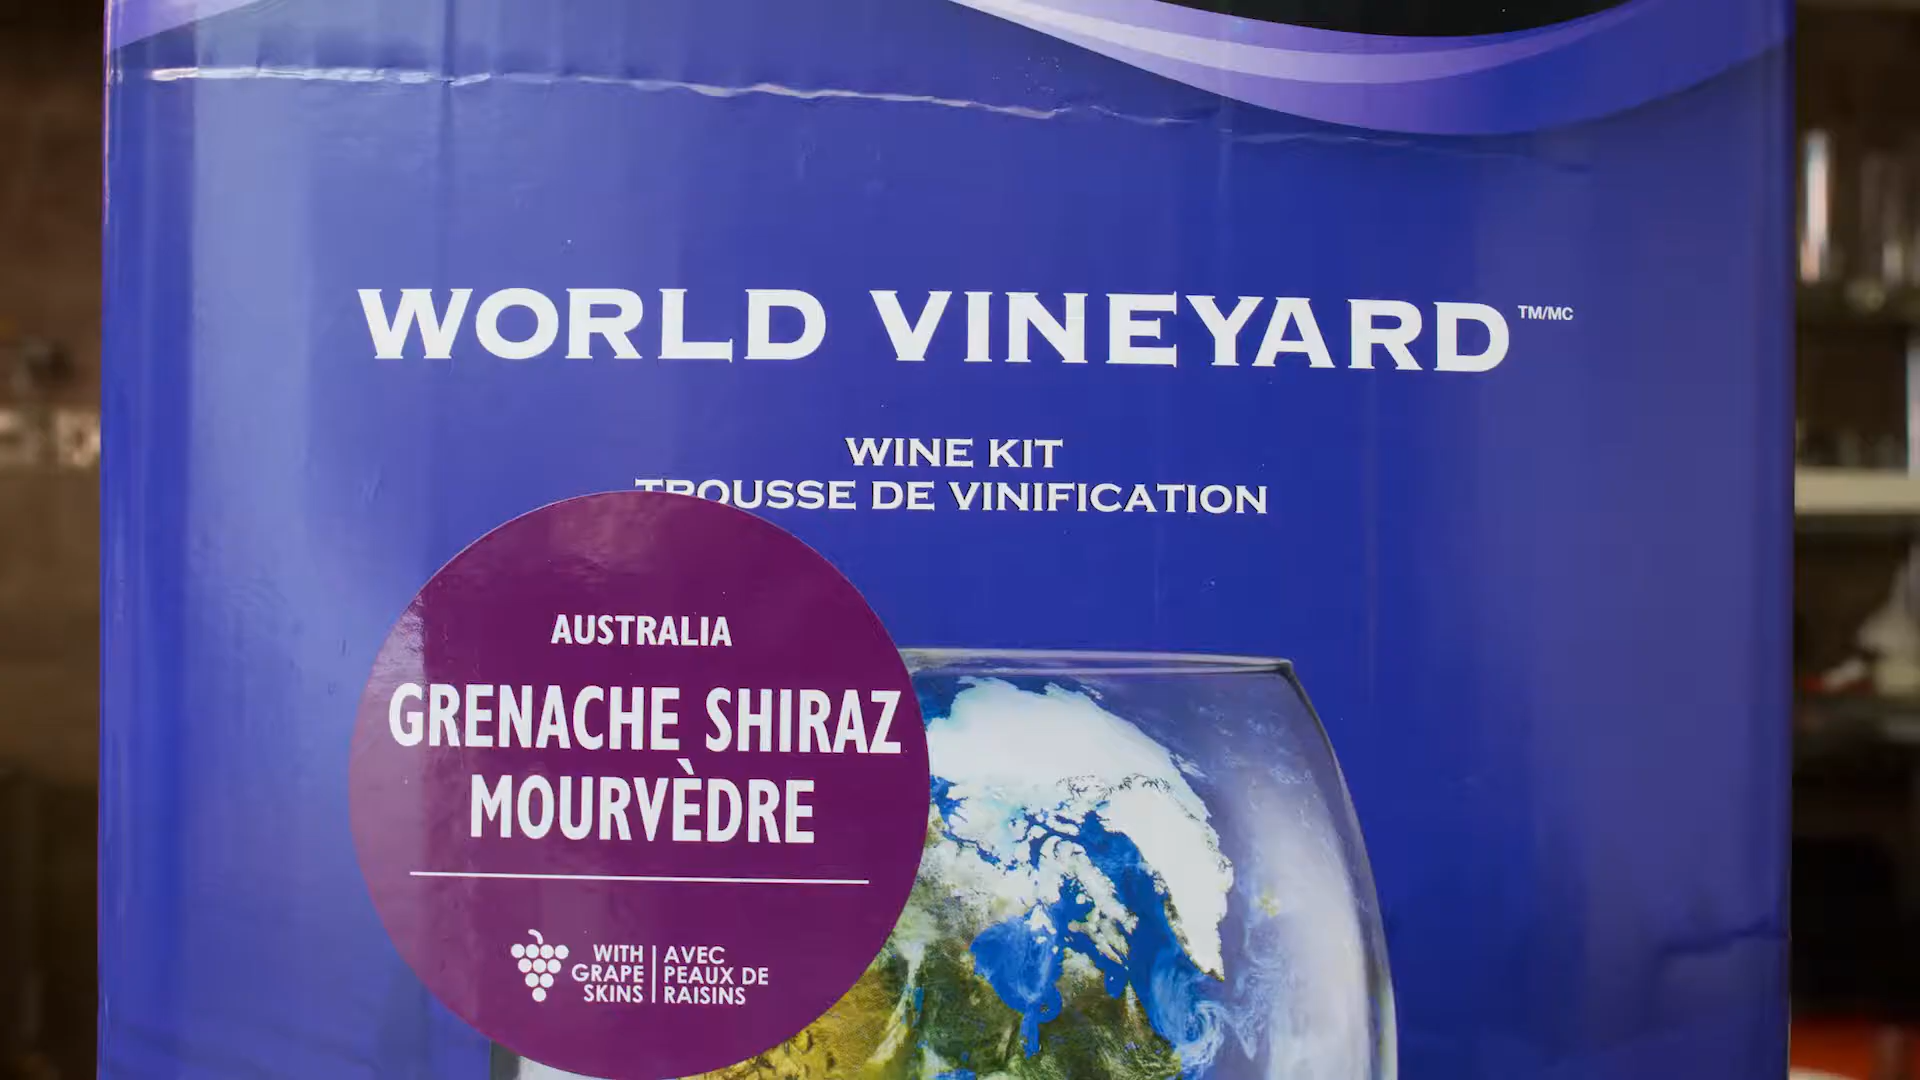 WORLD VINEYARD™/MC
WINE KIT
TROUSSE DE VINIFICATION
AUSTRALIA
GRENACHE SHIRAZ
MOURVÈDRE
WITH
GRAPE
SKINS
AVEC
PEAUX DE
RAISINS